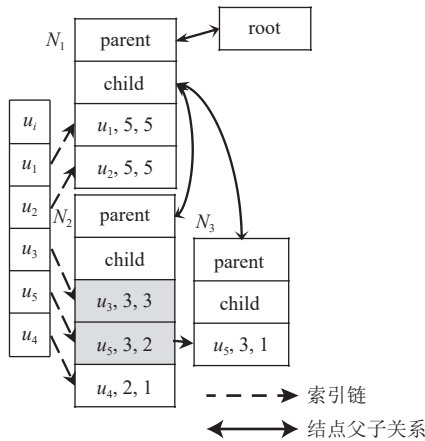 N₁
parent
root
child
uᵢ
u₁, 5, 5
u₁
u₂, 5, 5
u₂
N₂
parent
N₃
u₃
child
parent
u₅
u₃, 3, 3
child
u₄
u₅, 3, 2
u₅, 3, 1
u₄, 2, 1
索引链
结点父子关系